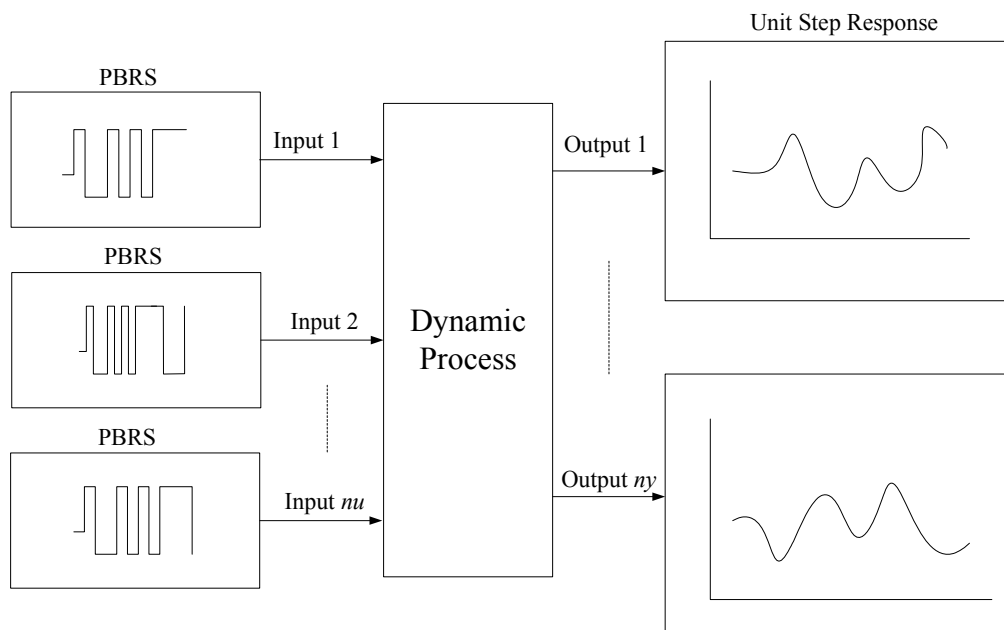 Unit Step Response
PBRS
Input 1
Output 1
PBRS
Input 2
Dynamic
Process
PBRS
Input nu
Output ny